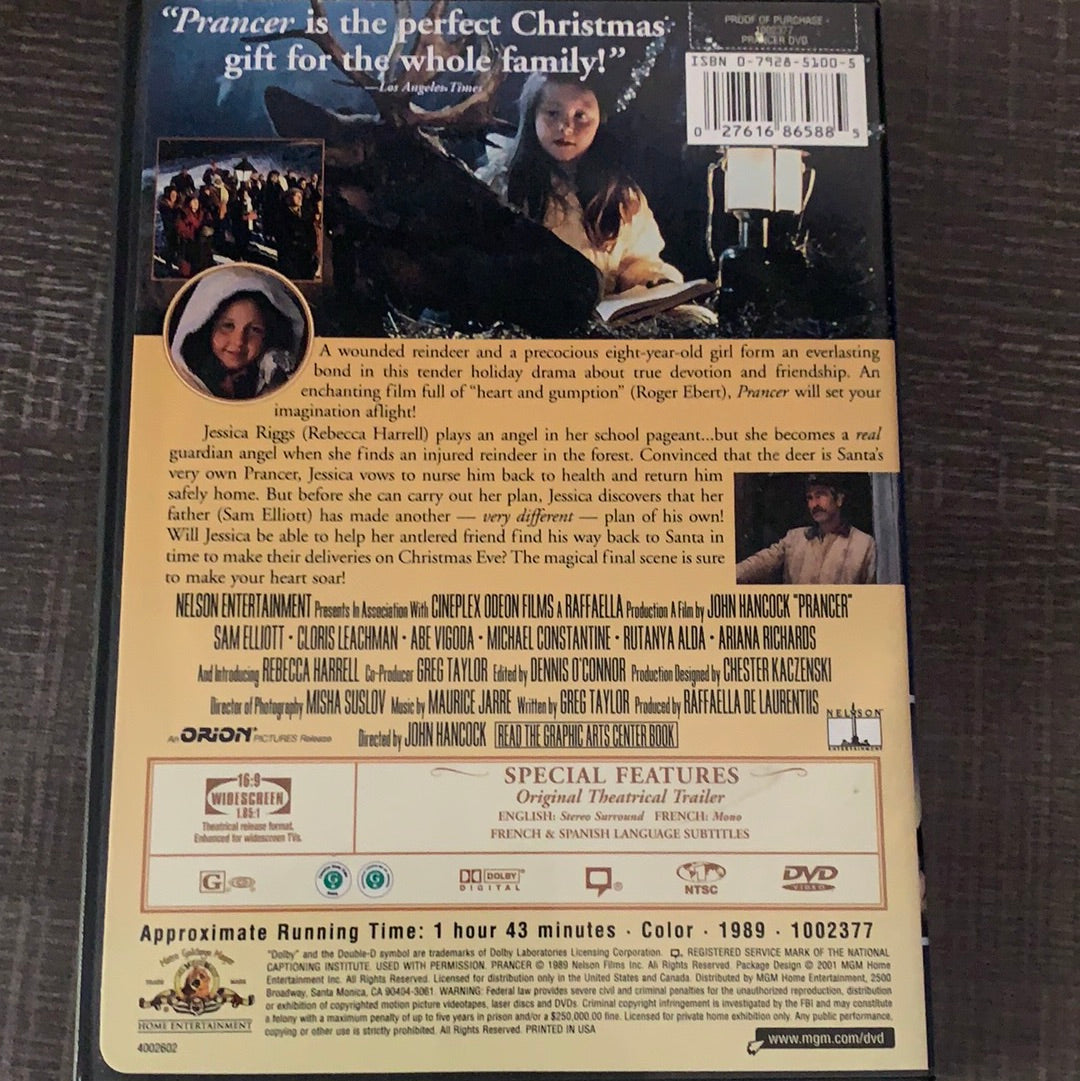 “Prancer is the perfect Christmas
gift for the whole family!”
—Los Angeles Times
PROOF OF PURCHASE -
1002377
PRANCER DVD
ISBN 0-7928-5100-5
0 27616 86588 5
A wounded reindeer and a precocious eight-year-old girl form an everlasting
bond in this tender holiday drama about true devotion and friendship. An
enchanting film full of “heart and gumption” (Roger Ebert), Prancer will set your
imagination aflight!
Jessica Riggs (Rebecca Harrell) plays an angel in her school pageant...but she becomes a real
guardian angel when she finds an injured reindeer in the forest. Convinced that the deer is Santa's
very own Prancer, Jessica vows to nurse him back to health and return him
safely home. But before she can carry out her plan, Jessica discovers that her
father (Sam Elliott) has made another — very different — plan of his own!
Will Jessica be able to help her antlered friend find his way back to Santa in
time to make their deliveries on Christmas Eve? The magical final scene is sure
to make your heart soar!
NELSON ENTERTAINMENT Presents In Association With CINEPLEX ODEON FILMS A RAFFAELLA Production A Film by JOHN HANCOCK "PRANCER"
SAM ELLIOTT · CLORIS LEACHMAN · ABE VIGODA · MICHAEL CONSTANTINE · RUTANYA ALDA · ARIANA RICHARDS
And Introducing REBECCA HARRELL Co-Producer GREG TAYLOR Edited by DENNIS O'CONNOR Production Designed by CHESTER KACZENSKI
Director of Photography MISHA SUSLOV Music by MAURICE JARRE Written by GREG TAYLOR Produced by RAFFAELLA DE LAURENTIIS
An ORION PICTURES Release Directed by JOHN HANCOCK READ THE GRAPHIC ARTS CENTER BOOK
NELSON
ENTERTAINMENT
16:9
WIDESCREEN
1.85:1
Theatrical release format.
Enhanced for widescreen TVs.
SPECIAL FEATURES
Original Theatrical Trailer
ENGLISH: Stereo Surround FRENCH: Mono
FRENCH & SPANISH LANGUAGE SUBTITLES
G G G DOLBY DIGITAL ® NTSC DVD VIDEO
Approximate Running Time: 1 hour 43 minutes · Color · 1989 · 1002377
Metro Goldwyn Mayer
TRADE MARK
HOME ENTERTAINMENT
4002602
"Dolby" and the Double-D symbol are trademarks of Dolby Laboratories Licensing Corporation. REGISTERED SERVICE MARK OF THE NATIONAL
CAPTIONING INSTITUTE. USED WITH PERMISSION. PRANCER © 1989 Nelson Films Inc. All Rights Reserved. Package Design © 2001 MGM Home
Entertainment Inc. All Rights Reserved. Licensed for distribution only in the United States and Canada. Distributed by MGM Home Entertainment, 2500
Broadway, Santa Monica, CA 90404-3061. WARNING: Federal law provides severe civil and criminal penalties for the unauthorized reproduction, distribution
or exhibition of copyrighted motion picture videotapes, laser discs and DVDs. Criminal copyright infringement is investigated by the FBI and may constitute
a felony with a maximum penalty of up to five years in prison and/or a $250,000.00 fine. Licensed for private home exhibition only. Any public performance,
copying or other use is strictly prohibited. All Rights Reserved. PRINTED IN USA
www.mgm.com/dvd